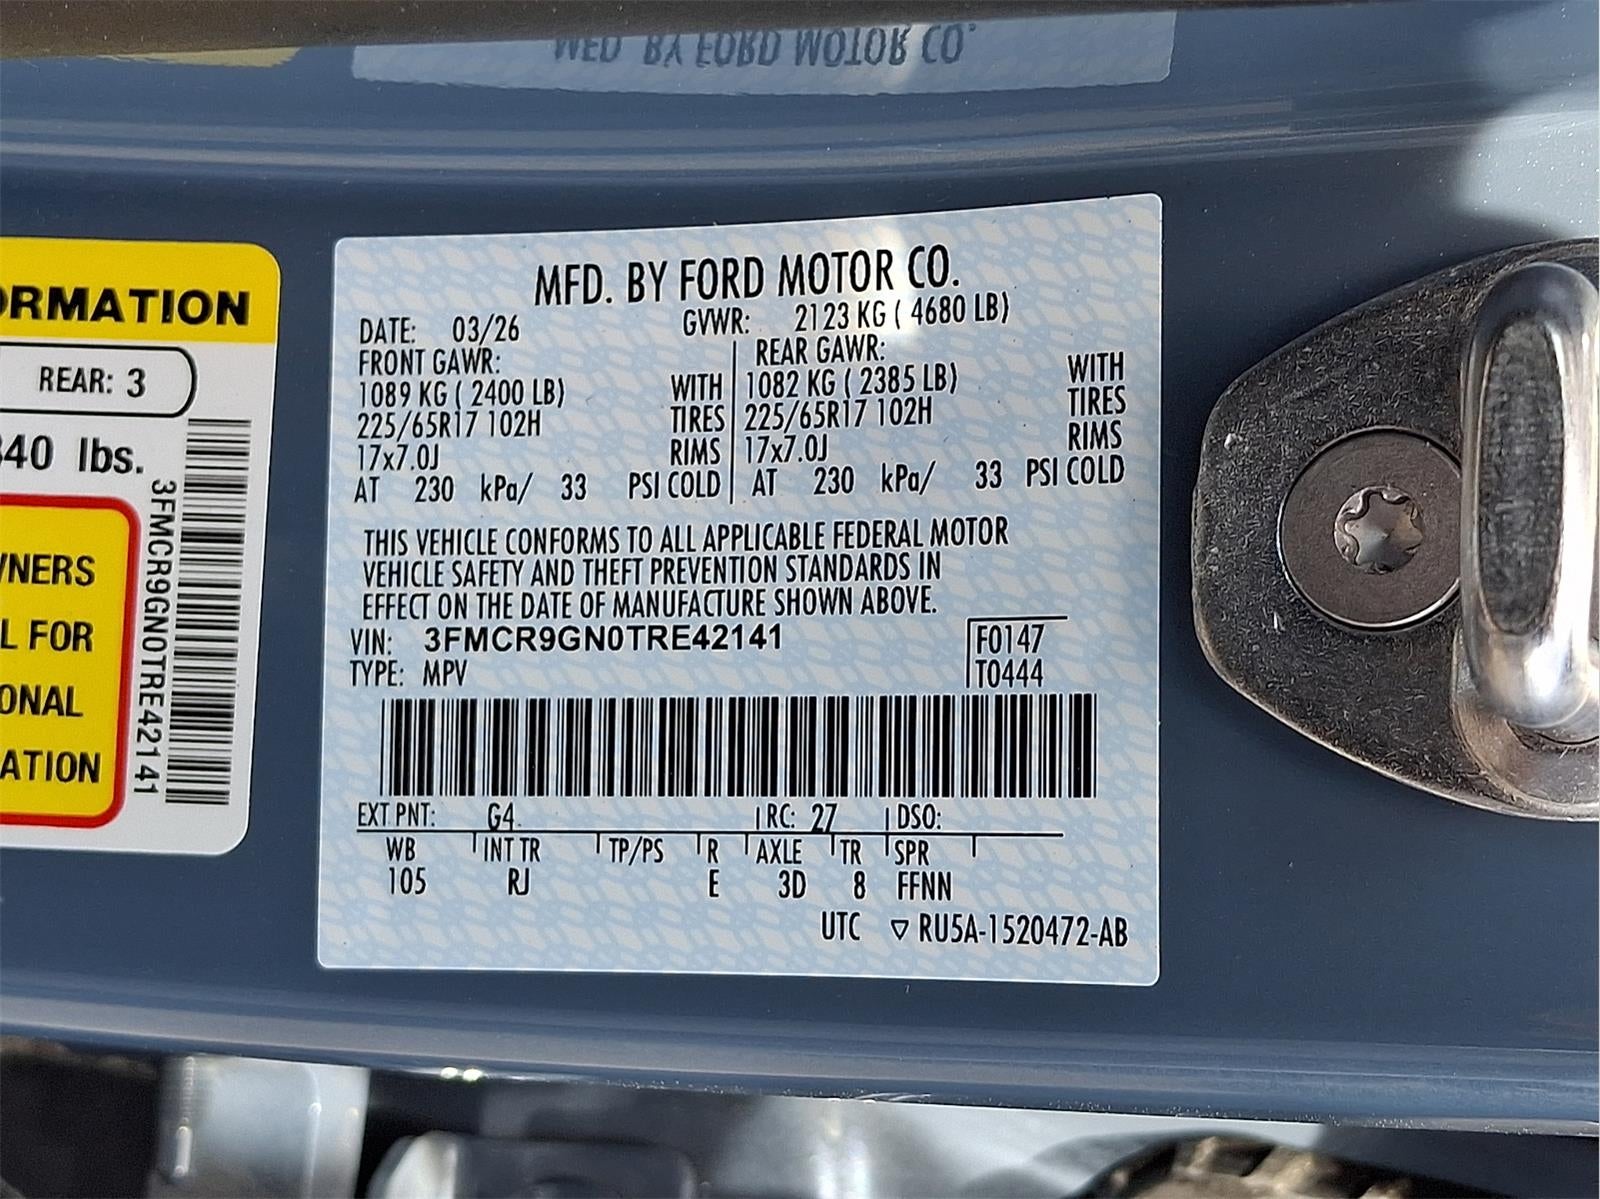 MFD. BY FORD MOTOR CO.
ORMATION
REAR: 3
340 lbs.
3FMCR9GN0TRE42141
WNERS
L FOR
ONAL
ATION
MFD. BY FORD MOTOR CO.
DATE: 03/26 GVWR: 2123 KG ( 4680 LB)
FRONT GAWR: REAR GAWR:
1089 KG ( 2400 LB) WITH 1082 KG ( 2385 LB) WITH
225/65R17 102H TIRES 225/65R17 102H TIRES
17x7.0J RIMS 17x7.0J RIMS
AT 230 kPa/ 33 PSI COLD AT 230 kPa/ 33 PSI COLD
THIS VEHICLE CONFORMS TO ALL APPLICABLE FEDERAL MOTOR
VEHICLE SAFETY AND THEFT PREVENTION STANDARDS IN
EFFECT ON THE DATE OF MANUFACTURE SHOWN ABOVE.
VIN: 3FMCR9GN0TRE42141 F0147
TYPE: MPV T0444
EXT PNT: G4 RC: 27 DSO:
WB INT TR TP/PS R AXLE TR SPR
105 RJ E 3D 8 FFNN
UTC ▽ RU5A-1520472-AB